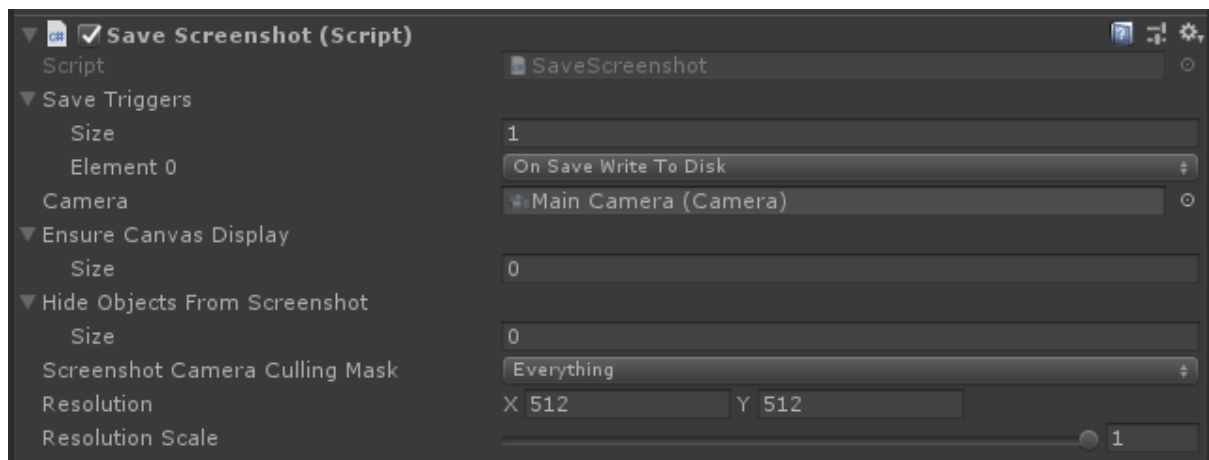 Save Screenshot (Script)
Script SaveScreenshot
Save Triggers
Size 1
Element 0 On Save Write To Disk
Camera Main Camera (Camera)
Ensure Canvas Display
Size 0
Hide Objects From Screenshot
Size 0
Screenshot Camera Culling Mask Everything
Resolution X 512 Y 512
Resolution Scale 1